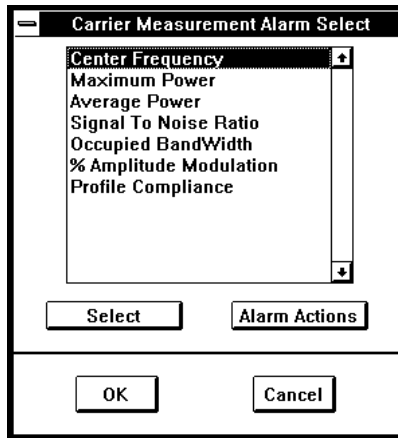 Carrier Measurement Alarm Select
Center Frequency
Maximum Power
Average Power
Signal To Noise Ratio
Occupied BandWidth
% Amplitude Modulation
Profile Compliance
Select
Alarm Actions
OK
Cancel